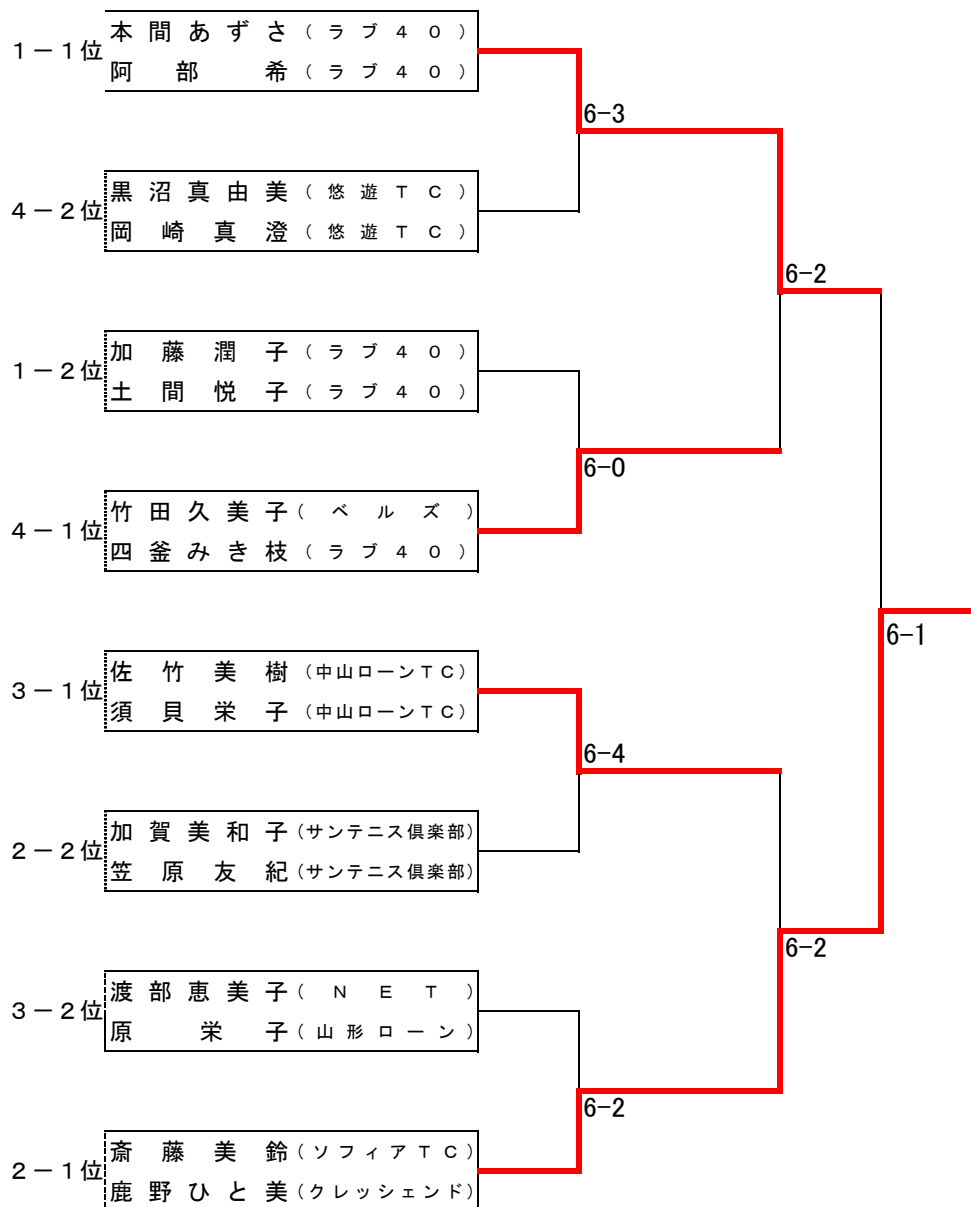 1－1位
本間あずさ（ラブ４０）
阿部希（ラブ４０）
6-3
4－2位
黒沼真由美（悠遊ＴＣ）
岡崎真澄（悠遊ＴＣ）
6-2
1－2位
加藤潤子（ラブ４０）
土間悦子（ラブ４０）
6-0
4－1位
竹田久美子（ベルズ）
四釜みき枝（ラブ４０）
6-1
3－1位
佐竹美樹（中山ローンＴＣ）
須貝栄子（中山ローンＴＣ）
6-4
2－2位
加賀美和子（サンテニス倶楽部）
笠原友紀（サンテニス倶楽部）
6-2
3－2位
渡部恵美子（ＮＥＴ）
原栄子（山形ローン）
6-2
2－1位
斎藤美鈴（ソフィアＴＣ）
鹿野ひと美（クレッシェンド）